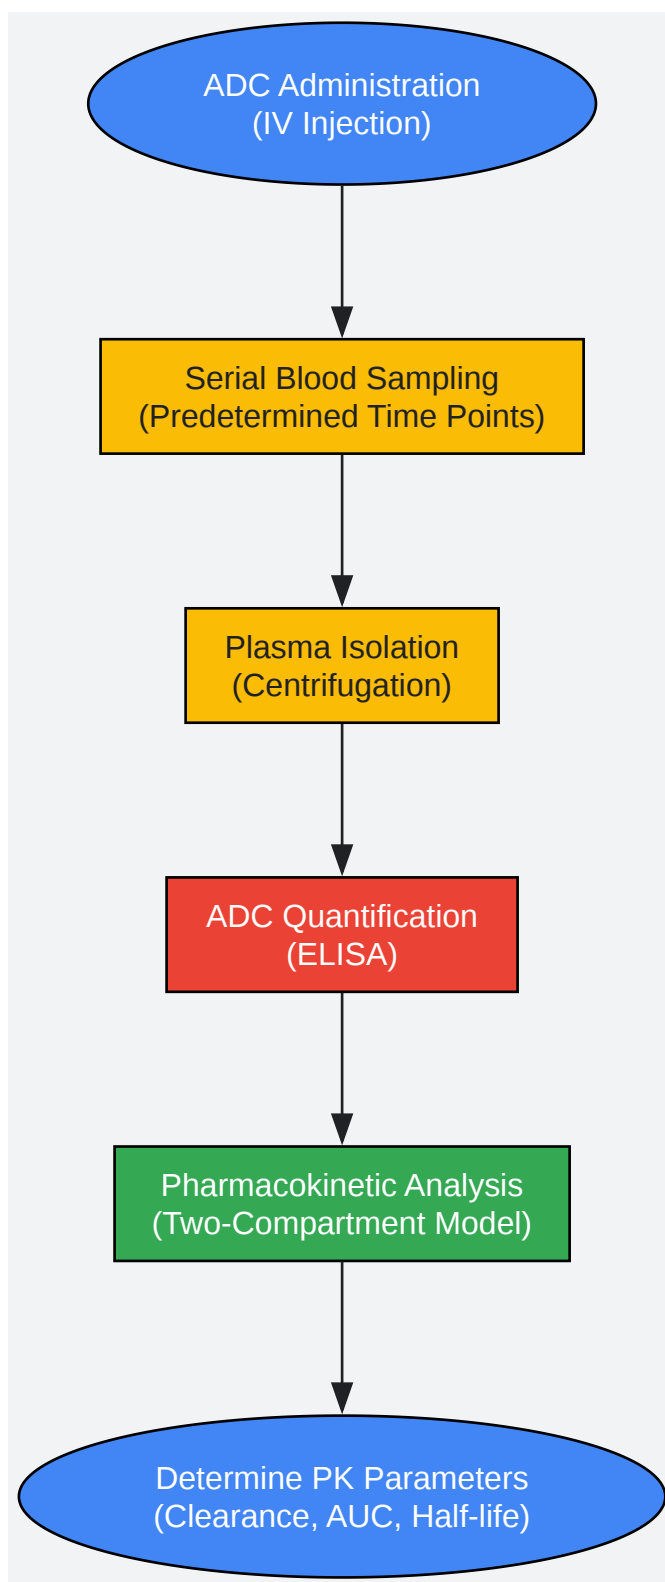 ADC Administration
(IV Injection)
Serial Blood Sampling
(Predetermined Time Points)
Plasma Isolation
(Centrifugation)
ADC Quantification
(ELISA)
Pharmacokinetic Analysis
(Two-Compartment Model)
Determine PK Parameters
(Clearance, AUC, Half-life)